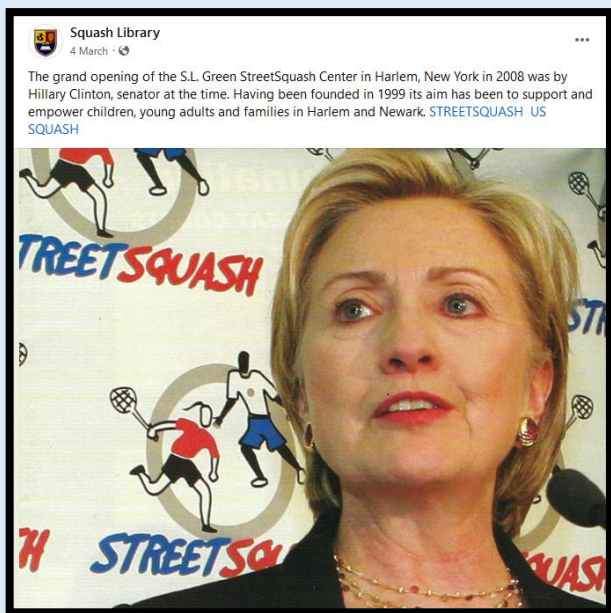 Squash Library
4 March
The grand opening of the S.L. Green StreetSquash Center in Harlem, New York in 2008 was by
Hillary Clinton, senator at the time. Having been founded in 1999 its aim has been to support and
empower children, young adults and families in Harlem and Newark. STREETSQUASH US
SQUASH
TREETSQUASH
ST
H
STREETSQU
UASH